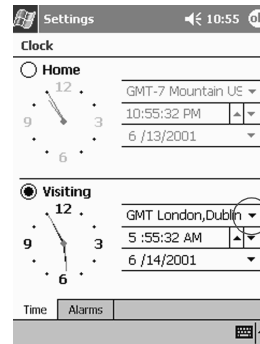 Settings 10:55 ok
Clock
Home
12
9
3
6
GMT-7 Mountain US
10:55:32 PM
6 /13/2001
Visiting
12
9
3
6
GMT London,Dublin
5 :55:32 AM
6 /14/2001
Time Alarms